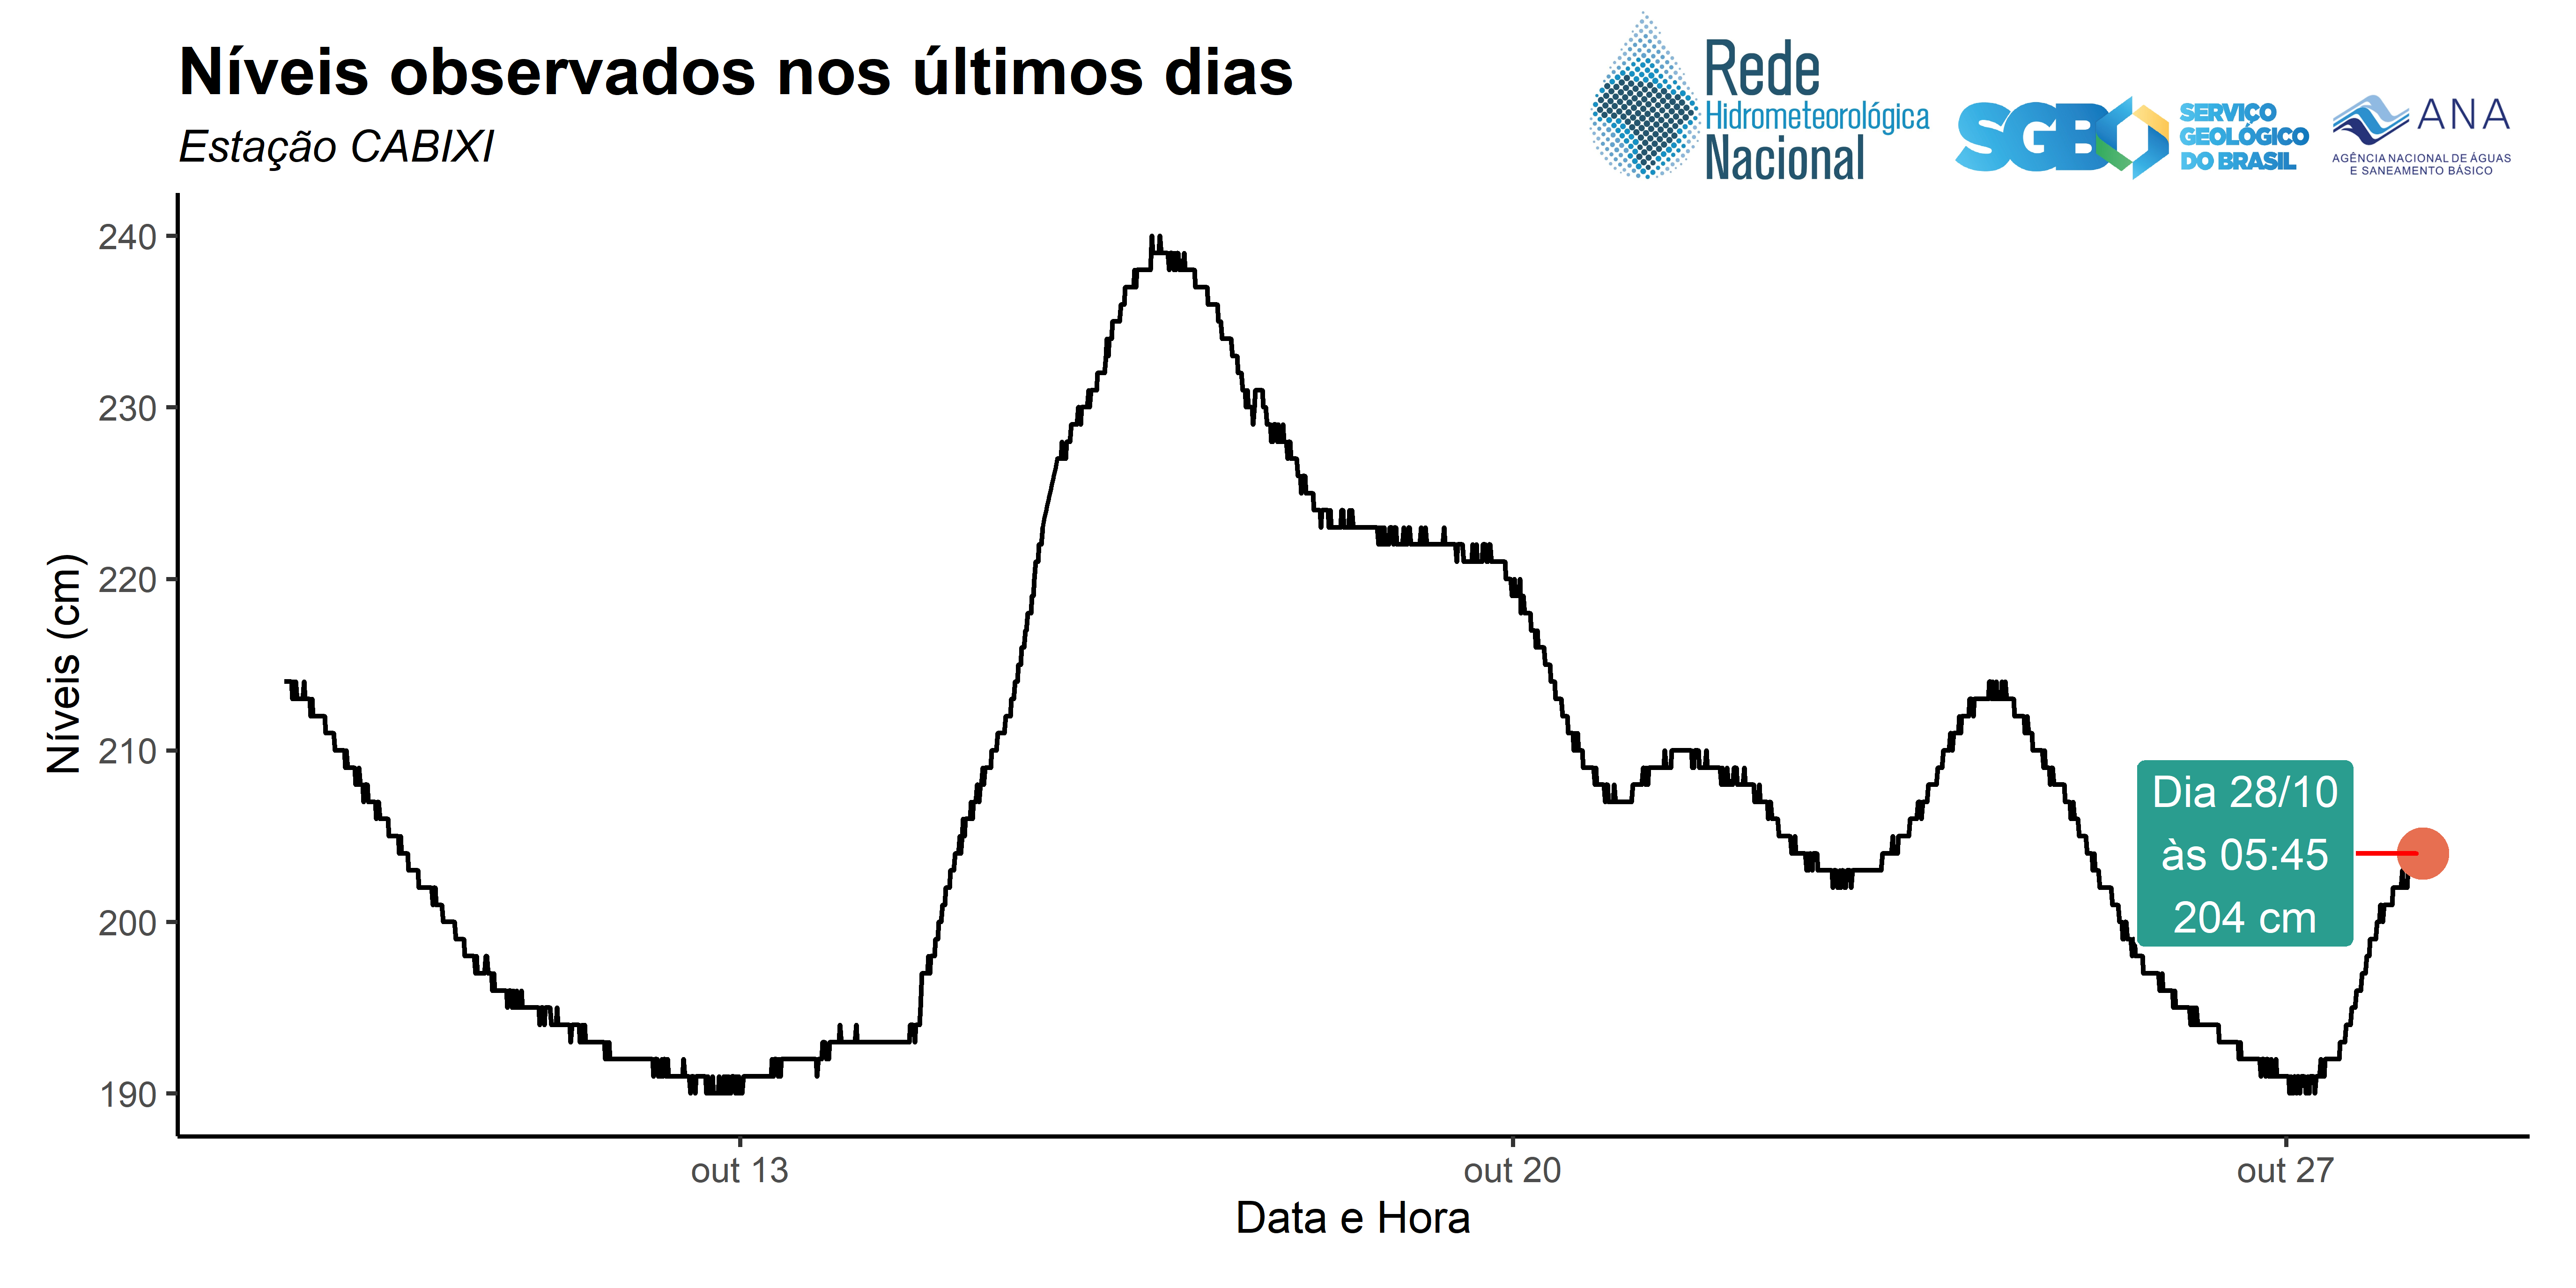 Níveis observados nos últimos dias
Estação CABIXI
Rede
Hidrometeorológica
Nacional
SGB
SERVIÇO
GEOLÓGICO
DO BRASIL
ANA
AGÊNCIA NACIONAL DE ÁGUAS
E SANEAMENTO BÁSICO
Níveis (cm)
240
230
220
210
200
190
Dia 28/10
às 05:45
204 cm
out 13
out 20
out 27
Data e Hora